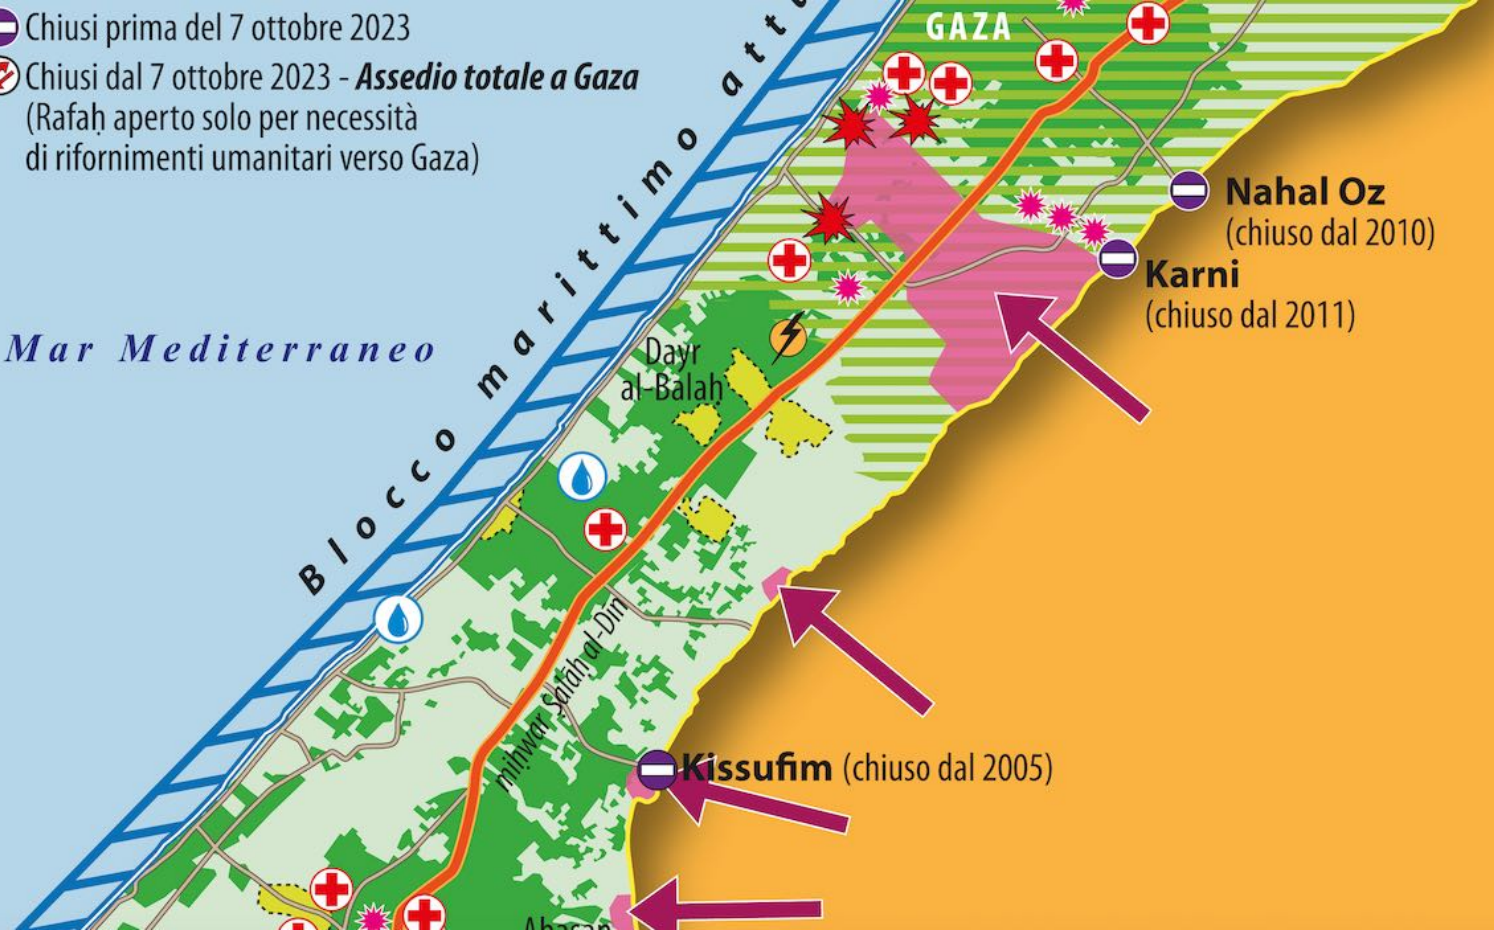 Chiusi prima del 7 ottobre 2023
Chiusi dal 7 ottobre 2023 - Assedio totale a Gaza
(Rafaḥ aperto solo per necessità
di rifornimenti umanitari verso Gaza)
GAZA
Nahal Oz
(chiuso dal 2010)
Karni
(chiuso dal 2011)
Mar Mediterraneo
Blocco marittimo
Dayr
al-Balaḥ
miḥwar Ṣalāḥ al-Dīn
Kissufim (chiuso dal 2005)